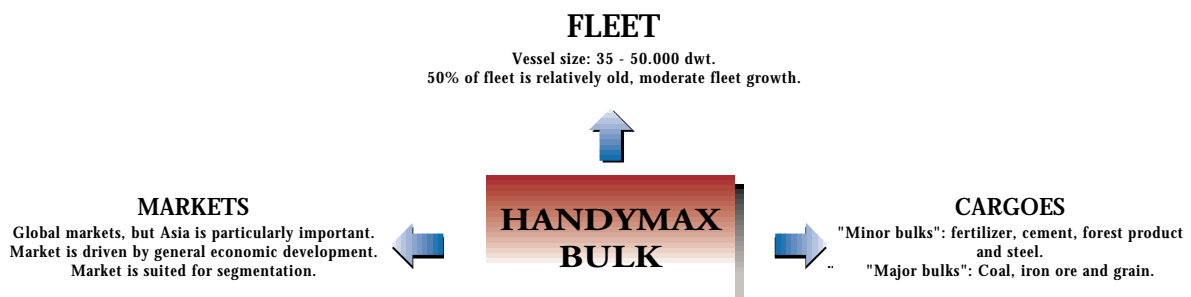 FLEET
Vessel size: 35 - 50.000 dwt.
50% of fleet is relatively old, moderate fleet growth.
MARKETS
Global markets, but Asia is particularly important.
Market is driven by general economic development.
Market is suited for segmentation.
HANDYMAX
BULK
CARGOES
"Minor bulks": fertilizer, cement, forest product
and steel.
"Major bulks": Coal, iron ore and grain.